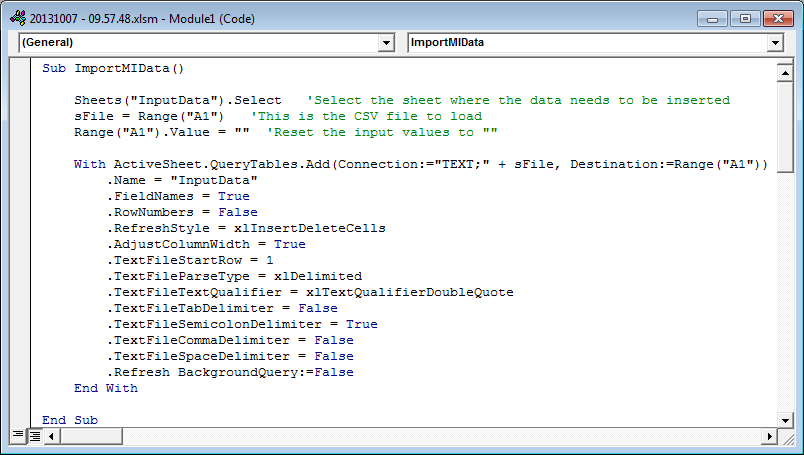 20131007 - 09.57.48.xlsm - Module1 (Code)
(General) ImportMIData
Sub ImportMIData()
Sheets("InputData").Select 'Select the sheet where the data needs to be inserted
sFile = Range("A1") 'This is the CSV file to load
Range("A1").Value = "" 'Reset the input values to ""
With ActiveSheet.QueryTables.Add(Connection:="TEXT;" + sFile, Destination:=Range("A1"))
.Name = "InputData"
.FieldNames = True
.RowNumbers = False
.RefreshStyle = xlInsertDeleteCells
.AdjustColumnWidth = True
.TextFileStartRow = 1
.TextFileParseType = xlDelimited
.TextFileTextQualifier = xlTextQualifierDoubleQuote
.TextFileTabDelimiter = False
.TextFileSemicolonDelimiter = True
.TextFileCommaDelimiter = False
.TextFileSpaceDelimiter = False
.Refresh BackgroundQuery:=False
End With
End Sub